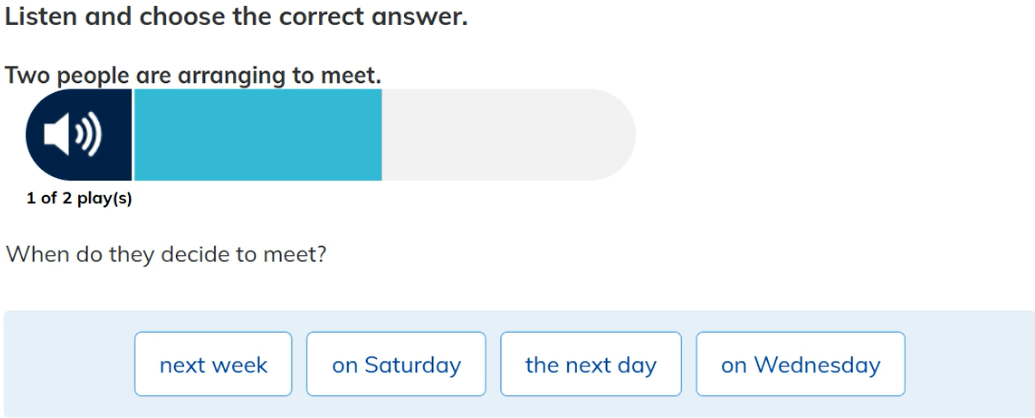 Listen and choose the correct answer.
Two people are arranging to meet.
1 of 2 play(s)
When do they decide to meet?
next week on Saturday the next day on Wednesday